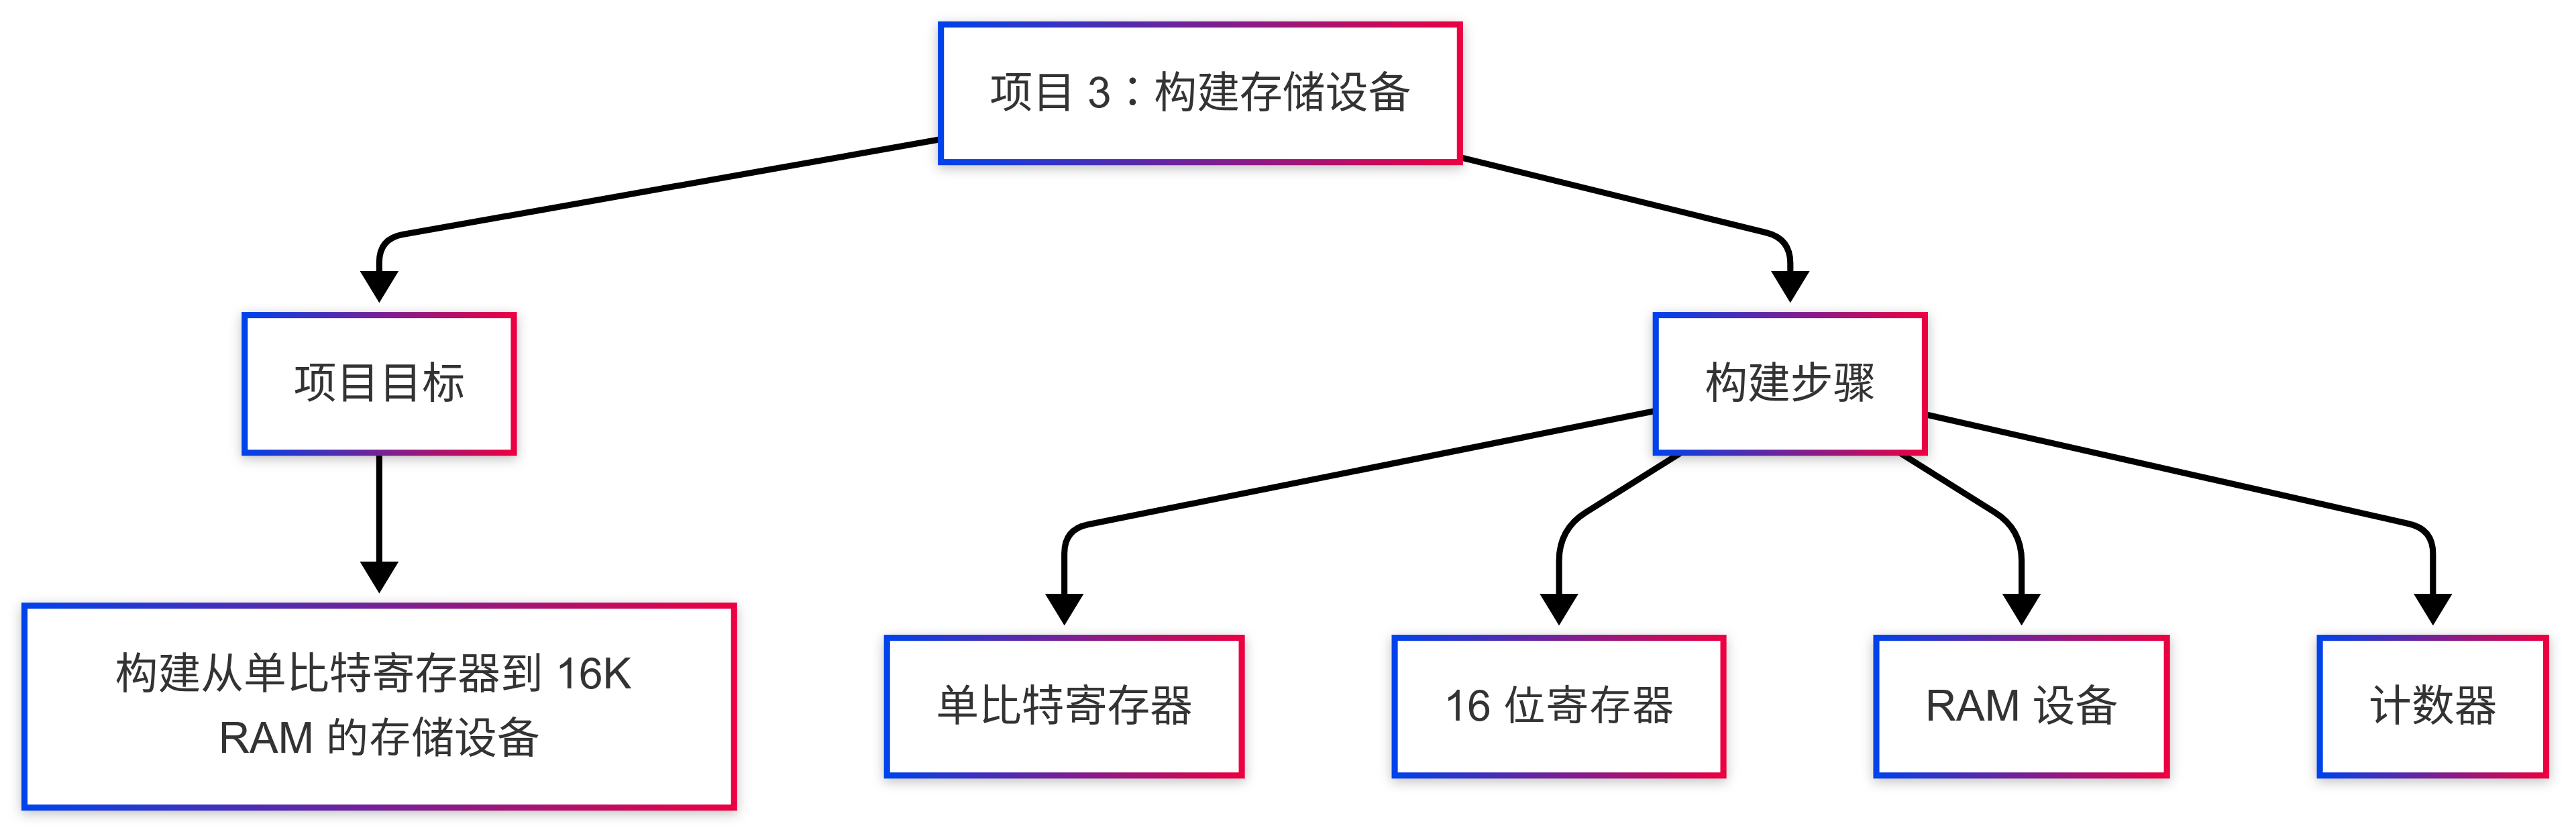 项目 3：构建存储设备
项目目标
构建步骤
构建从单比特寄存器到 16K
RAM 的存储设备
单比特寄存器
16 位寄存器
RAM 设备
计数器